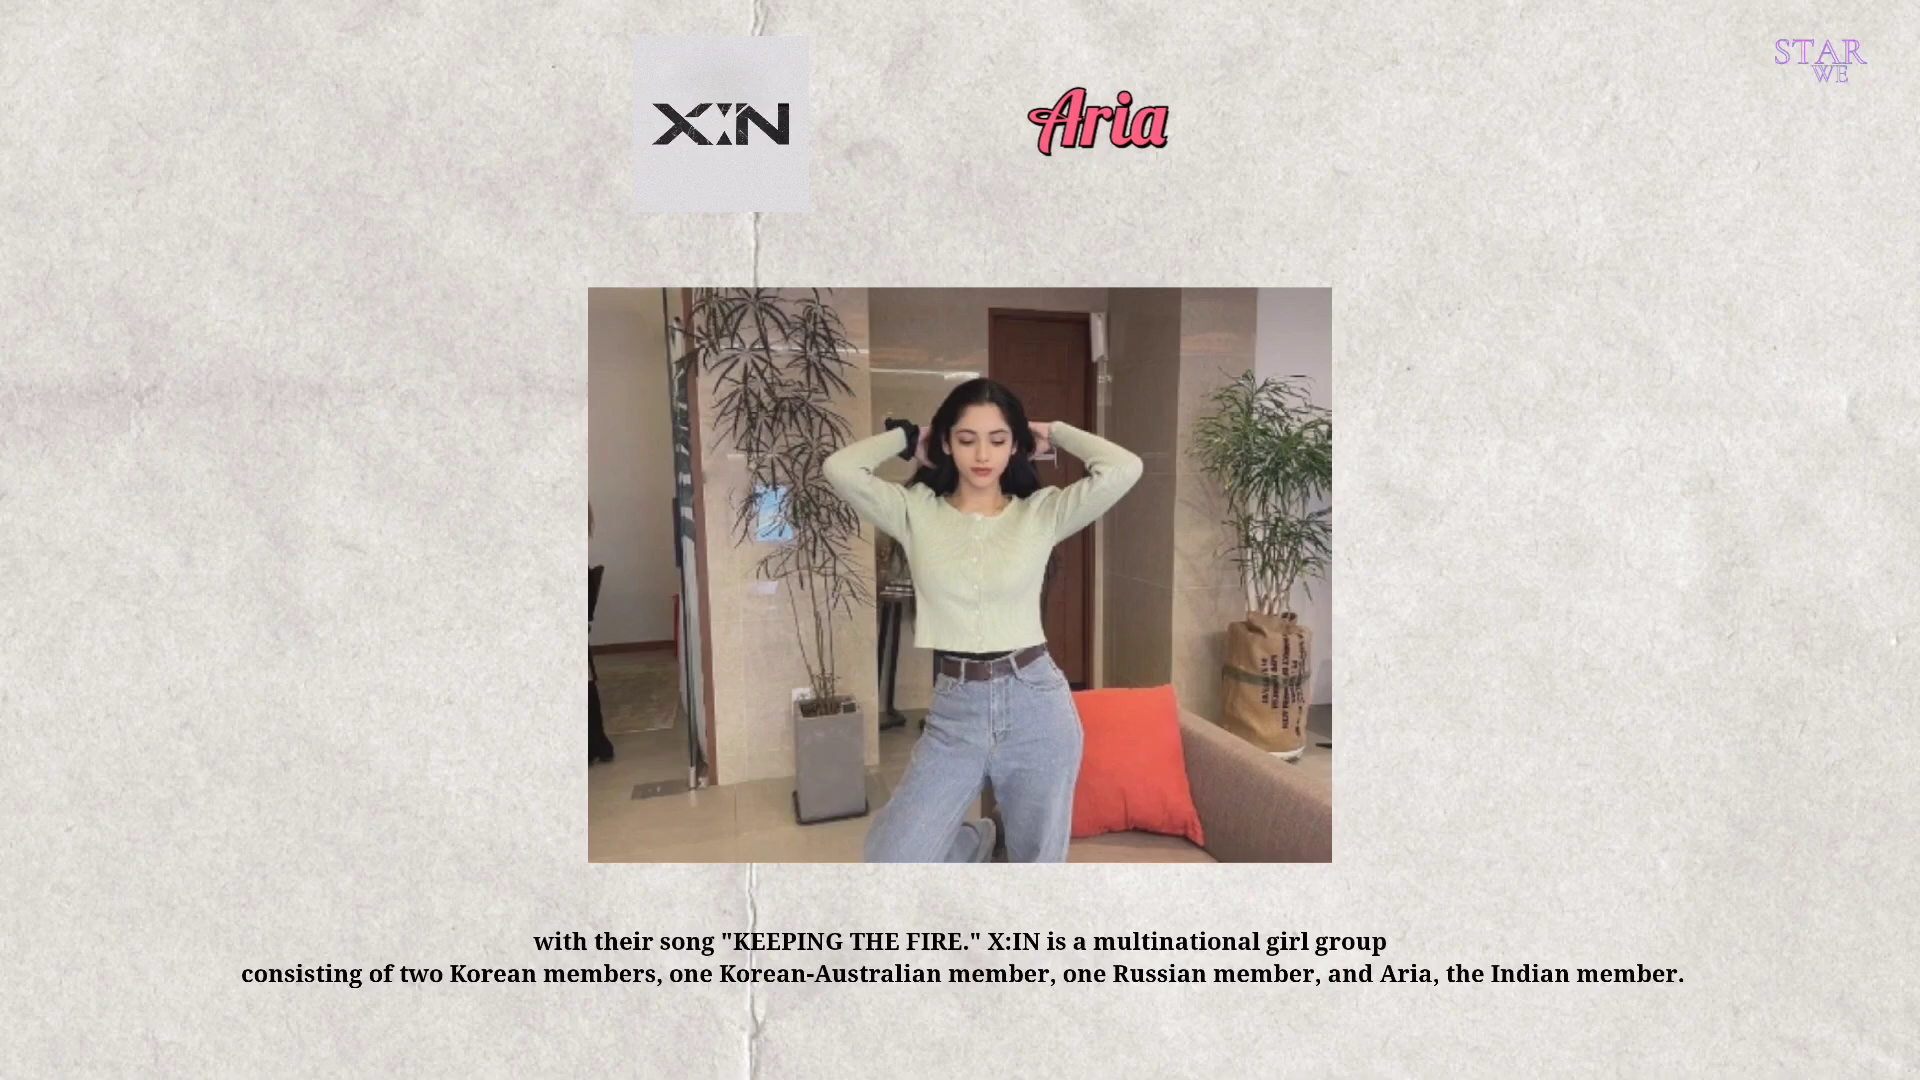 X:IN
Aria
STAR
WE
with their song "KEEPING THE FIRE." X:IN is a multinational girl group
consisting of two Korean members, one Korean-Australian member, one Russian member, and Aria, the Indian member.